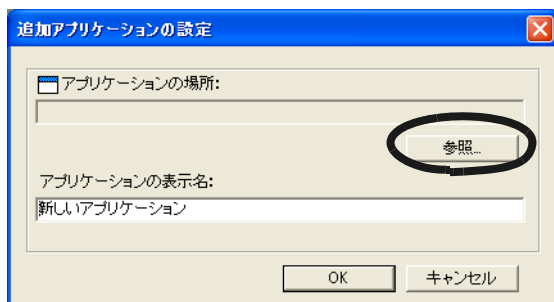 追加アプリケーションの設定
アプリケーションの場所:
参照...
アプリケーションの表示名:
新しいアプリケーション
OK キャンセル